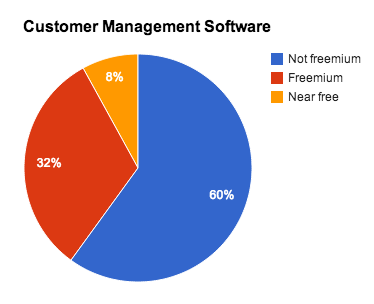 Customer Management Software
Not freemium
Freemium
Near free
8%
32%
60%